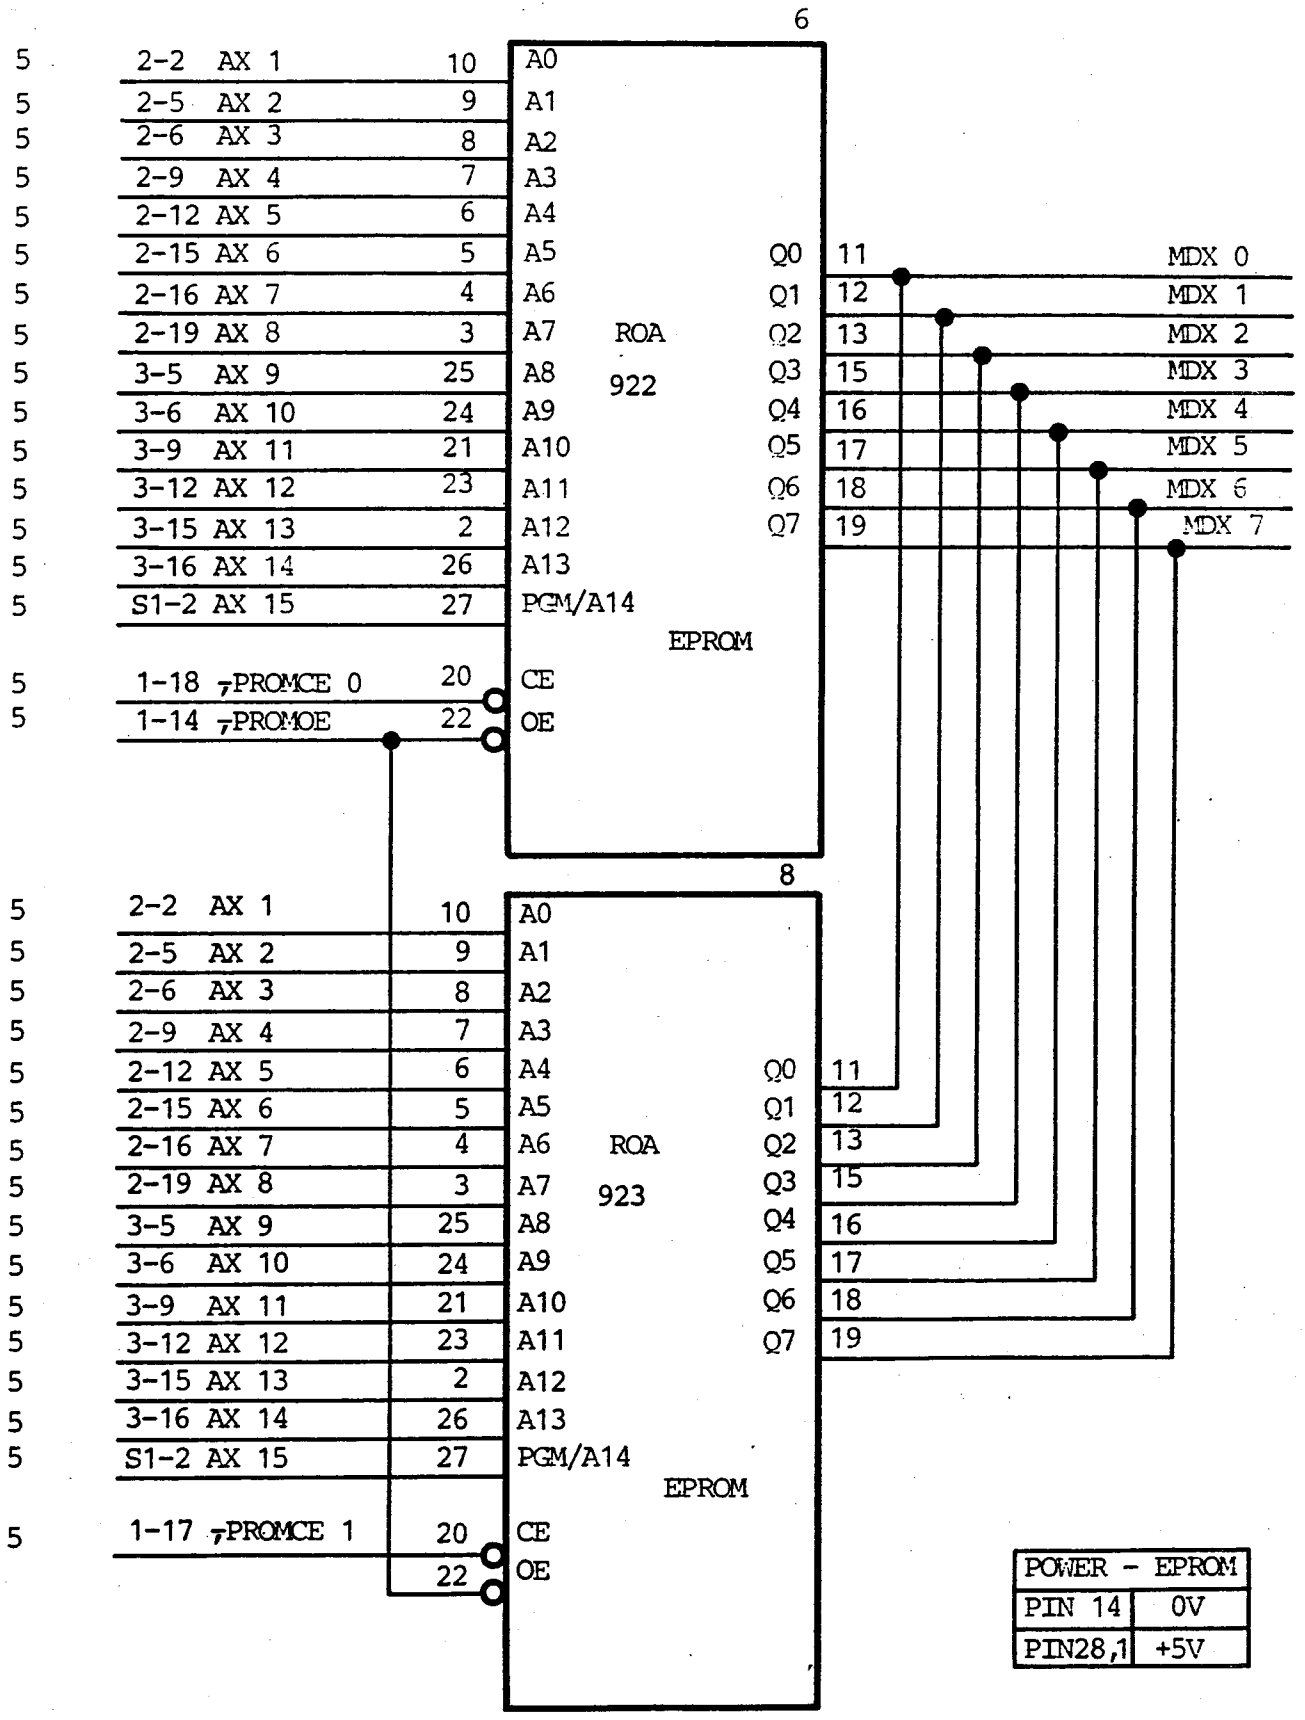 6
5 2-2 AX 1 10 A0
5 2-5 AX 2 9 A1
5 2-6 AX 3 8 A2
5 2-9 AX 4 7 A3
5 2-12 AX 5 6 A4
5 2-15 AX 6 5 A5 Q0 11 MDX 0
5 2-16 AX 7 4 A6 Q1 12 MDX 1
5 2-19 AX 8 3 A7 ROA Q2 13 MDX 2
5 3-5 AX 9 25 A8 922 Q3 15 MDX 3
5 3-6 AX 10 24 A9 Q4 16 MDX 4
5 3-9 AX 11 21 A10 Q5 17 MDX 5
5 3-12 AX 12 23 A11 Q6 18 MDX 6
5 3-15 AX 13 2 A12 Q7 19 MDX 7
5 3-16 AX 14 26 A13
5 S1-2 AX 15 27 PGM/A14
EPROM
5 1-18 ¬PROMCE 0 20 CE
5 1-14 ¬PROMOE 22 OE
8
5 2-2 AX 1 10 A0
5 2-5 AX 2 9 A1
5 2-6 AX 3 8 A2
5 2-9 AX 4 7 A3
5 2-12 AX 5 6 A4 Q0 11
5 2-15 AX 6 5 A5 Q1 12
5 2-16 AX 7 4 A6 ROA Q2 13
5 2-19 AX 8 3 A7 923 Q3 15
5 3-5 AX 9 25 A8 Q4 16
5 3-6 AX 10 24 A9 Q5 17
5 3-9 AX 11 21 A10 Q6 18
5 3-12 AX 12 23 A11 Q7 19
5 3-15 AX 13 2 A12
5 3-16 AX 14 26 A13
5 S1-2 AX 15 27 PGM/A14
EPROM
5 1-17 ¬PROMCE 1 20 CE
22 OE
POWER - EPROM
PIN 14 0V
PIN28,1 +5V